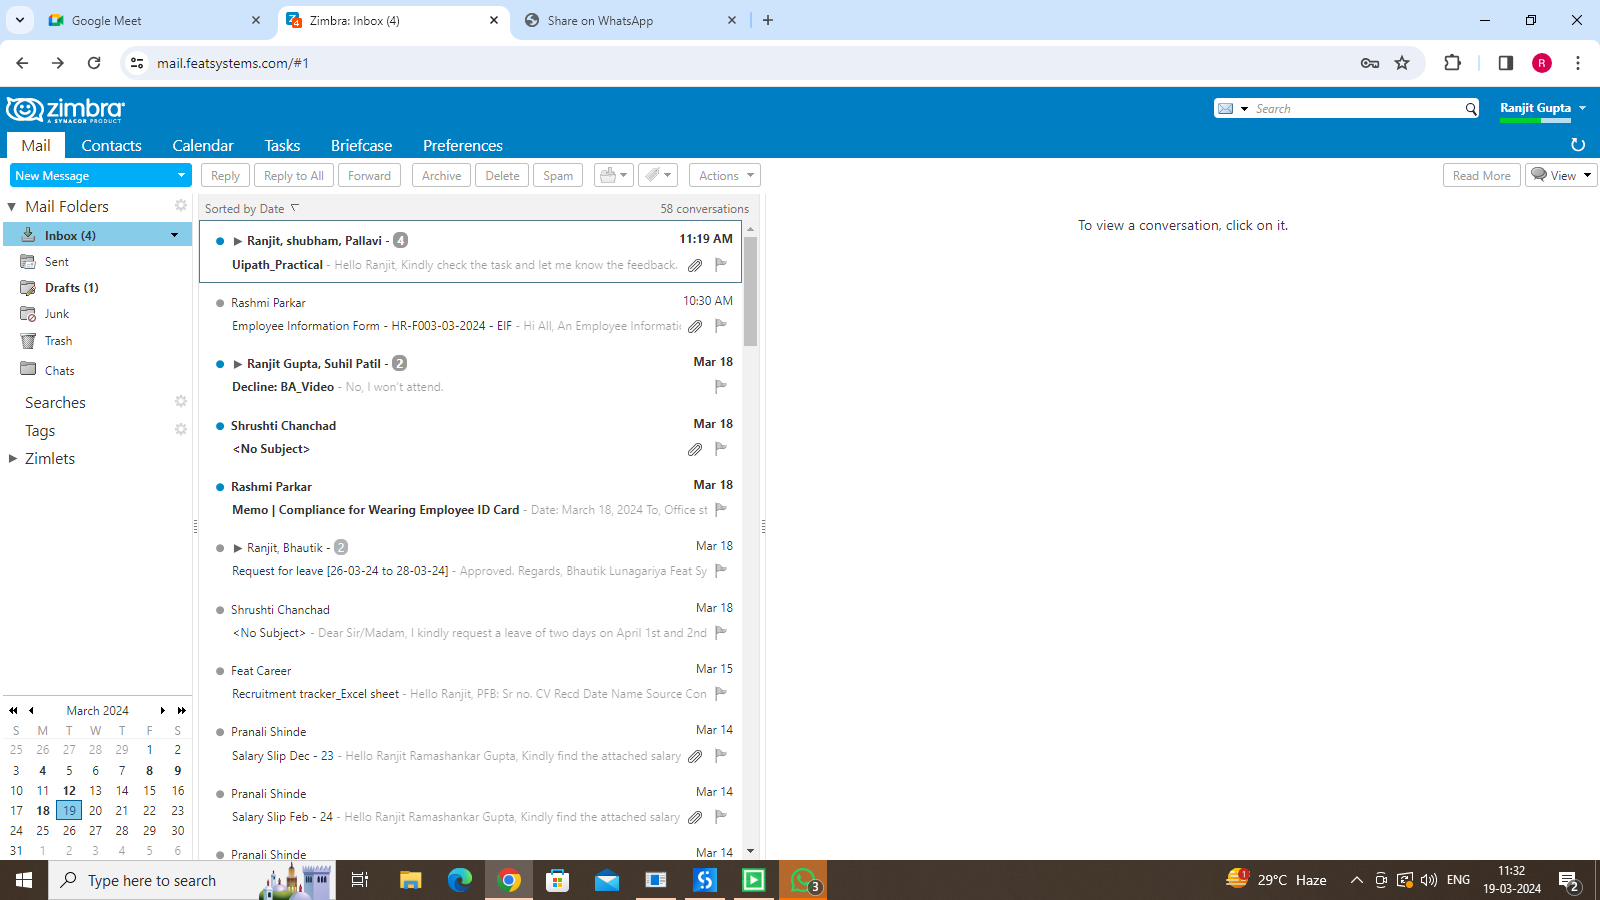 Google Meet
Zimbra: Inbox (4)
Share on WhatsApp
mail.featsystems.com/#1
R
zimbra
A SYNACOR PRODUCT
Search
Ranjit Gupta
Mail
Contacts
Calendar
Tasks
Briefcase
Preferences
New Message
Reply
Reply to All
Forward
Archive
Delete
Spam
Actions
Read More
View
Mail Folders
Inbox (4)
Sent
Drafts (1)
Junk
Trash
Chats
Searches
Tags
Zimlets
March 2024
S M T W T F S
25 26 27 28 29 1 2
3 4 5 6 7 8 9
10 11 12 13 14 15 16
17 18 19 20 21 22 23
24 25 26 27 28 29 30
31 1 2 3 4 5 6
Sorted by Date
58 conversations
Ranjit, shubham, Pallavi - 4
11:19 AM
Uipath_Practical - Hello Ranjit, Kindly check the task and let me know the feedback.
Rashmi Parkar
10:30 AM
Employee Information Form - HR-F003-03-2024 - EIF - Hi All, An Employee Informatic
Ranjit Gupta, Suhil Patil - 2
Mar 18
Decline: BA_Video - No, I won't attend.
Shrushti Chanchad
Mar 18
<No Subject>
Rashmi Parkar
Mar 18
Memo | Compliance for Wearing Employee ID Card - Date: March 18, 2024 To, Office st
Ranjit, Bhautik - 2
Mar 18
Request for leave [26-03-24 to 28-03-24] - Approved. Regards, Bhautik Lunagariya Feat Sy
Shrushti Chanchad
Mar 18
<No Subject> - Dear Sir/Madam, I kindly request a leave of two days on April 1st and 2nd
Feat Career
Mar 15
Recruitment tracker_Excel sheet - Hello Ranjit, PFB: Sr no. CV Recd Date Name Source Con
Pranali Shinde
Mar 14
Salary Slip Dec - 23 - Hello Ranjit Ramashankar Gupta, Kindly find the attached salary
Pranali Shinde
Mar 14
Salary Slip Feb - 24 - Hello Ranjit Ramashankar Gupta, Kindly find the attached salary
Pranali Shinde
Mar 14
To view a conversation, click on it.
Type here to search
3
1
29°C Haze
ENG
11:32
19-03-2024
2